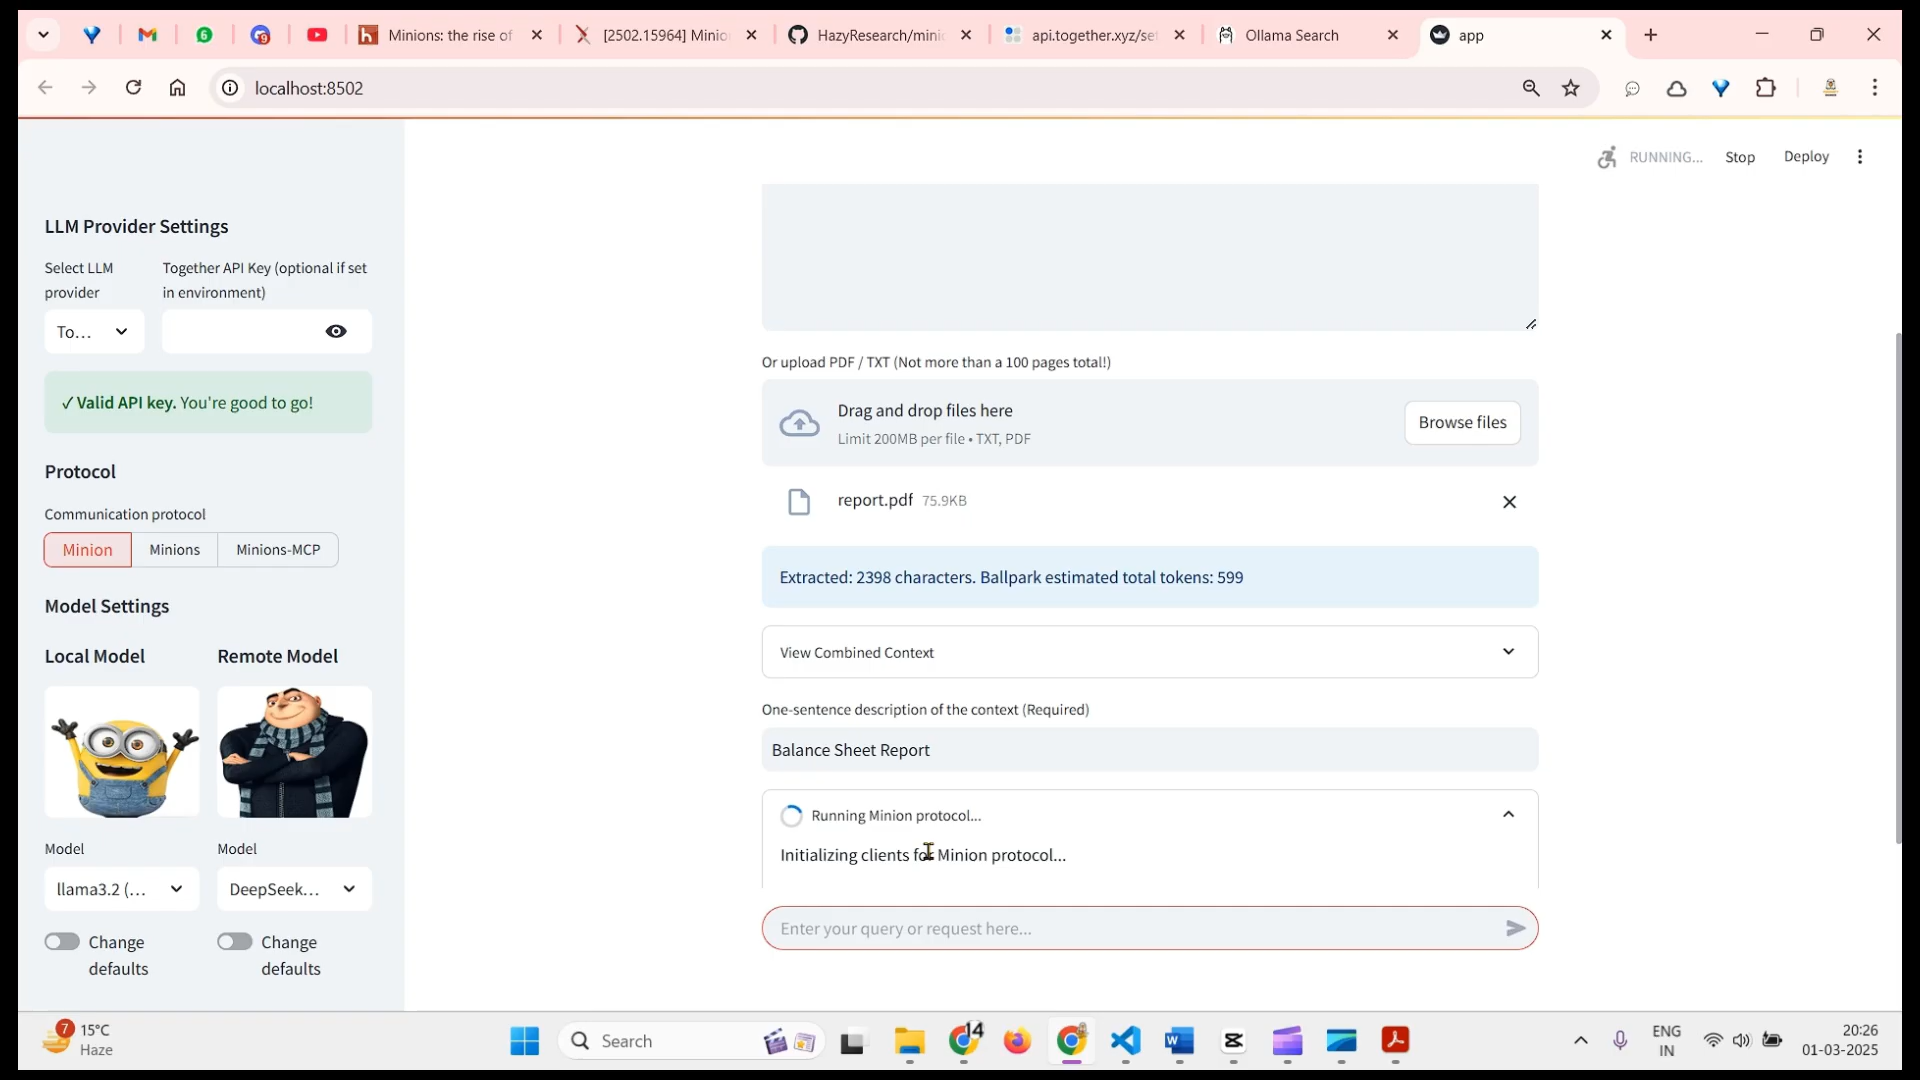 Minions: the rise of
[2502.15964] Minio
HazyResearch/mini
api.together.xyz/set
Ollama Search
app
localhost:8502
RUNNING...
Stop
Deploy
LLM Provider Settings
Select LLM provider
Together API Key (optional if set in environment)
To...
✓ Valid API key. You're good to go!
Protocol
Communication protocol
Minion
Minions
Minions-MCP
Model Settings
Local Model
Remote Model
Model
Model
llama3.2 (...
DeepSeek...
Change defaults
Change defaults
Or upload PDF / TXT (Not more than a 100 pages total!)
Drag and drop files here
Limit 200MB per file • TXT, PDF
Browse files
report.pdf 75.9KB
Extracted: 2398 characters. Ballpark estimated total tokens: 599
View Combined Context
One-sentence description of the context (Required)
Balance Sheet Report
Running Minion protocol...
Initializing clients for Minion protocol...
Enter your query or request here...
7
15°C
Haze
Search
14
ENG
IN
20:26
01-03-2025